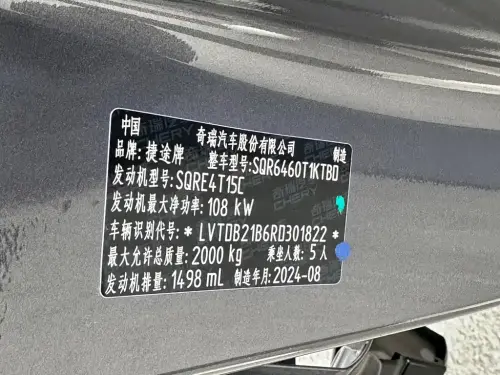 中国 奇瑞汽车股份有限公司 制造
品牌: 捷途牌 整车型号:SQR6460T1KTBQ
发动机型号:SQRE4T15C
发动机最大净功率: 108 kW
车辆识别代号: * LVTDB21B6RD301822 *
最大允许总质量: 2000 kg 乘坐人数: 5 人
发动机排量: 1498 mL 制造年月: 2024-08